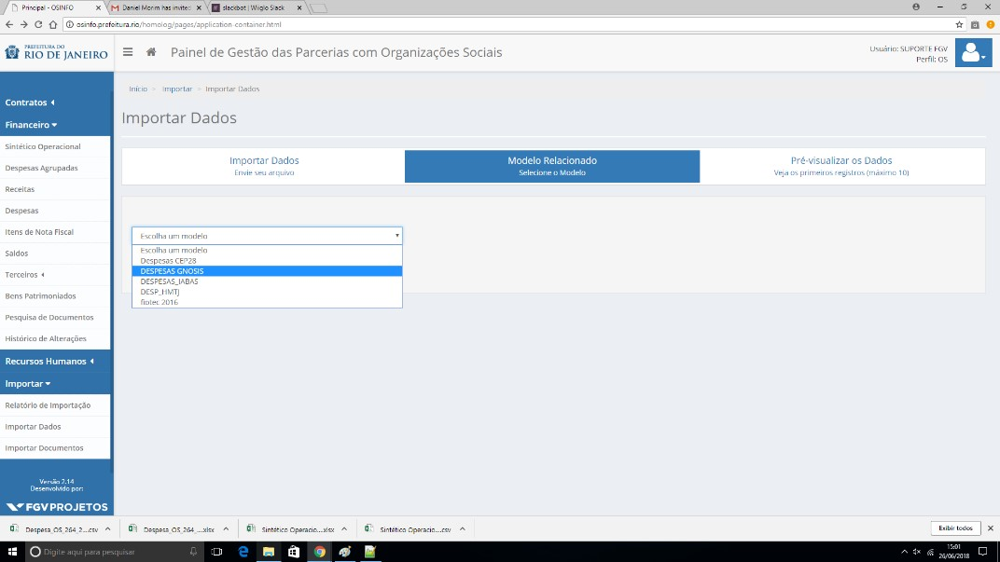 Principal - OSINFO
Daniel Morim has invite
slackbot | Wiiglo Slack
osinfo.prefeitura.rio/homolog/pages/application-container.html
PREFEITURA DO
RIO DE JANEIRO
Painel de Gestão das Parcerias com Organizações Sociais
Usuário: SUPORTE FGV
Perfil: OS
Contratos
Financeiro
Sintético Operacional
Despesas Agrupadas
Receitas
Despesas
Itens de Nota Fiscal
Saldos
Terceiros
Bens Patrimoniados
Pesquisa de Documentos
Histórico de Alterações
Recursos Humanos
Importar
Relatório de Importação
Importar Dados
Importar Documentos
Versão 2.14
Desenvolvido por:
FGV PROJETOS
Início > Importar > Importar Dados
Importar Dados
Importar Dados
Envie seu arquivo
Modelo Relacionado
Selecione o Modelo
Pré-visualizar os Dados
Veja os primeiros registros (máximo 10)
Escolha um modelo
Escolha um modelo
Despesas CEP28
DESPESAS GNOSIS
DESPESAS_IABAS
DESP_HMTJ
fiotec 2016
Despesa_OS_264_2....csv
Despesa_OS_264_....xlsx
Sintético Operacio....xlsx
Sintético Operacio....csv
Exibir todos
Digite aqui para pesquisar
15:01
26/06/2018